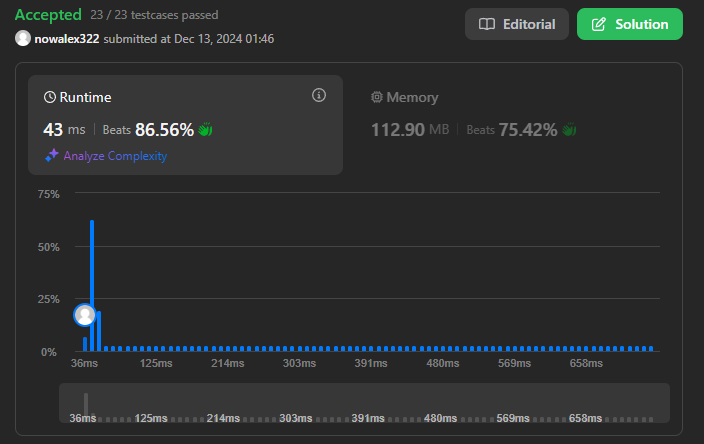 Accepted 23 / 23 testcases passed
nowalex322 submitted at Dec 13, 2024 01:46
Editorial
Solution
Runtime
43 ms | Beats 86.56%
Analyze Complexity
Memory
112.90 MB | Beats 75.42%
75%
50%
25%
0%
36ms 125ms 214ms 303ms 391ms 480ms 569ms 658ms
36ms 125ms 214ms 303ms 391ms 480ms 569ms 658ms